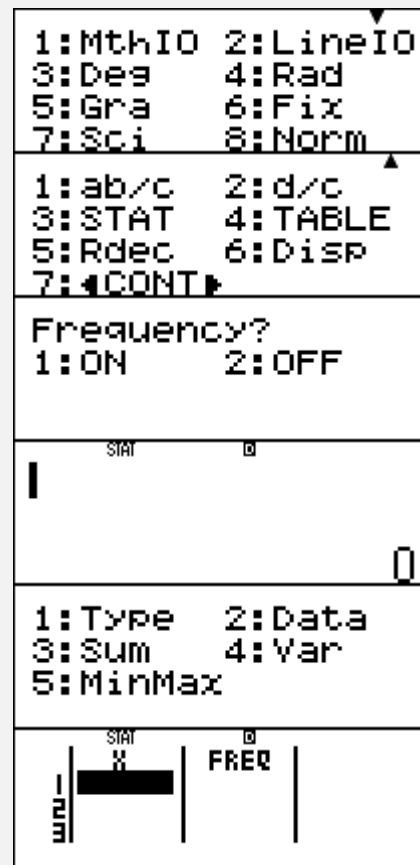 1:MthIO 2:LineIO
3:Deg 4:Rad
5:Gra 6:Fix
7:Sci 8:Norm
1:ab/c 2:d/c
3:STAT 4:TABLE
5:Rdec 6:Disp
7:◀CONT▶
Frequency?
1:ON 2:OFF
STAT D
0
1:Type 2:Data
3:Sum 4:Var
5:MinMax
STAT D
X FREQ
1
2
3